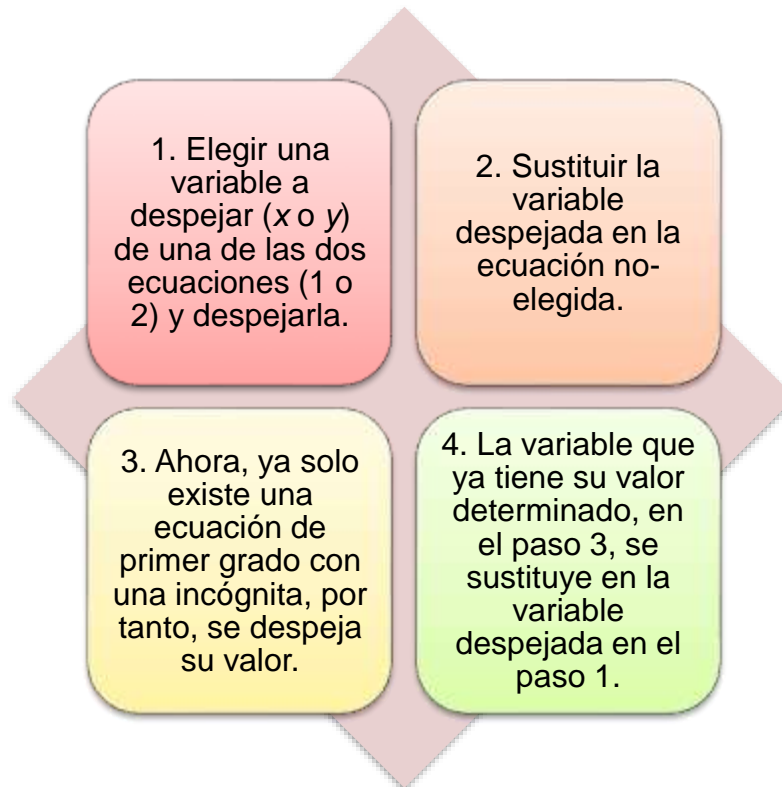 1. Elegir una
variable a
despejar (x o y)
de una de las dos
ecuaciones (1 o
2) y despejarla.
2. Sustituir la
variable
despejada en la
ecuación no-
elegida.
3. Ahora, ya solo
existe una
ecuación de
primer grado con
una incógnita, por
tanto, se despeja
su valor.
4. La variable que
ya tiene su valor
determinado, en
el paso 3, se
sustituye en la
variable
despejada en el
paso 1.